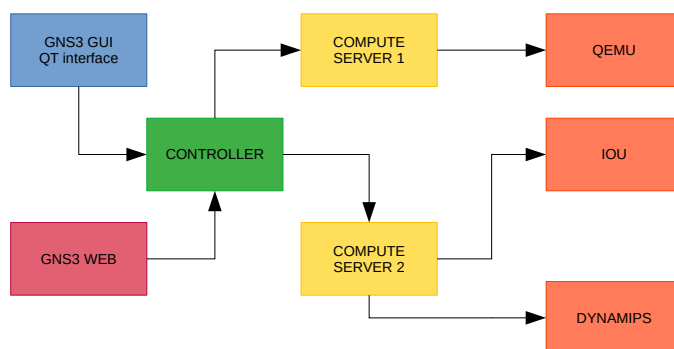 GNS3 GUI
QT interface
COMPUTE
SERVER 1
QEMU
CONTROLLER
IOU
GNS3 WEB
COMPUTE
SERVER 2
DYNAMIPS